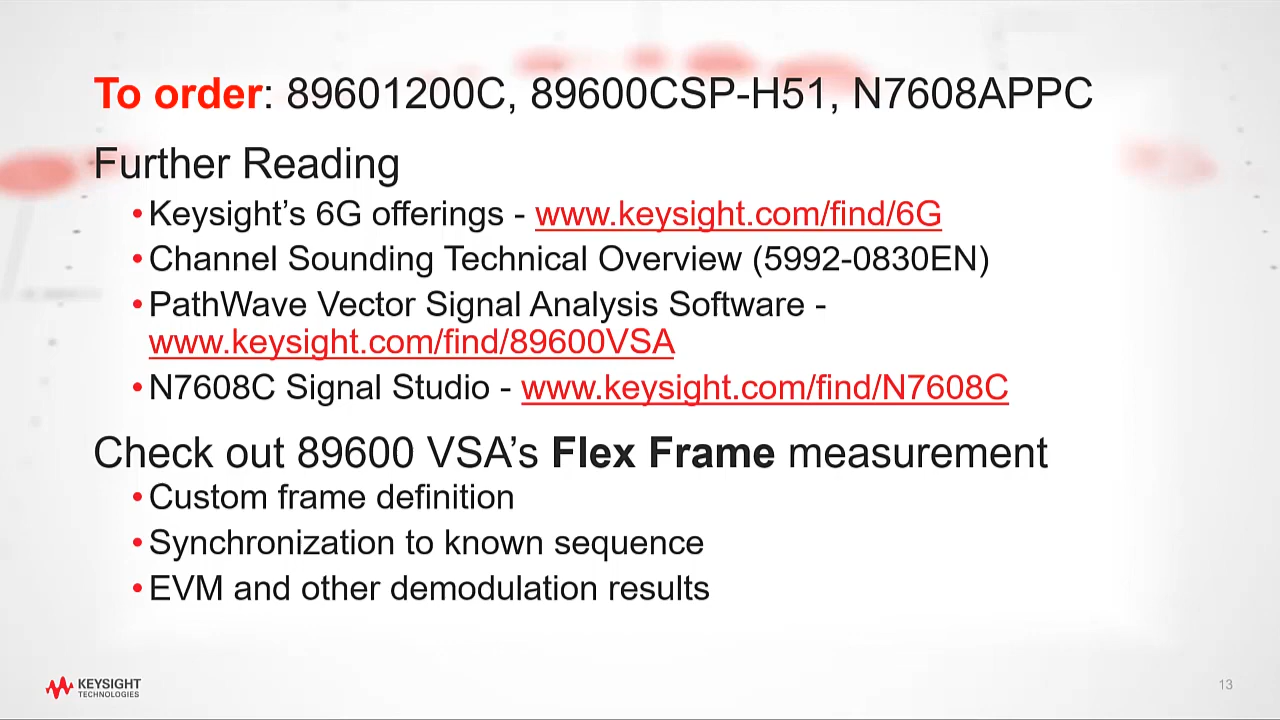 To order: 89601200C, 89600CSP-H51, N7608APPC
Further Reading
•Keysight’s 6G offerings - www.keysight.com/find/6G
•Channel Sounding Technical Overview (5992-0830EN)
•PathWave Vector Signal Analysis Software -
www.keysight.com/find/89600VSA
•N7608C Signal Studio - www.keysight.com/find/N7608C
Check out 89600 VSA’s Flex Frame measurement
•Custom frame definition
•Synchronization to known sequence
•EVM and other demodulation results
KEYSIGHT
TECHNOLOGIES
13